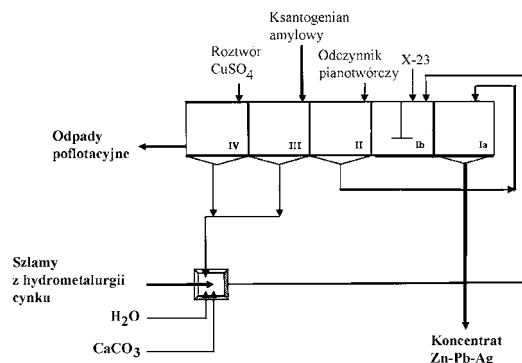 Ksantogenian
amylowy
Roztwór
CuSO4
Odczynnik
pianotwórczy
X-23
Odpady
poflotacyjne
IV
III
II
Ib
Ia
Szlamy
z hydrometalurgii
cynku
H2O
CaCO3
Koncentrat
Zn-Pb-Ag